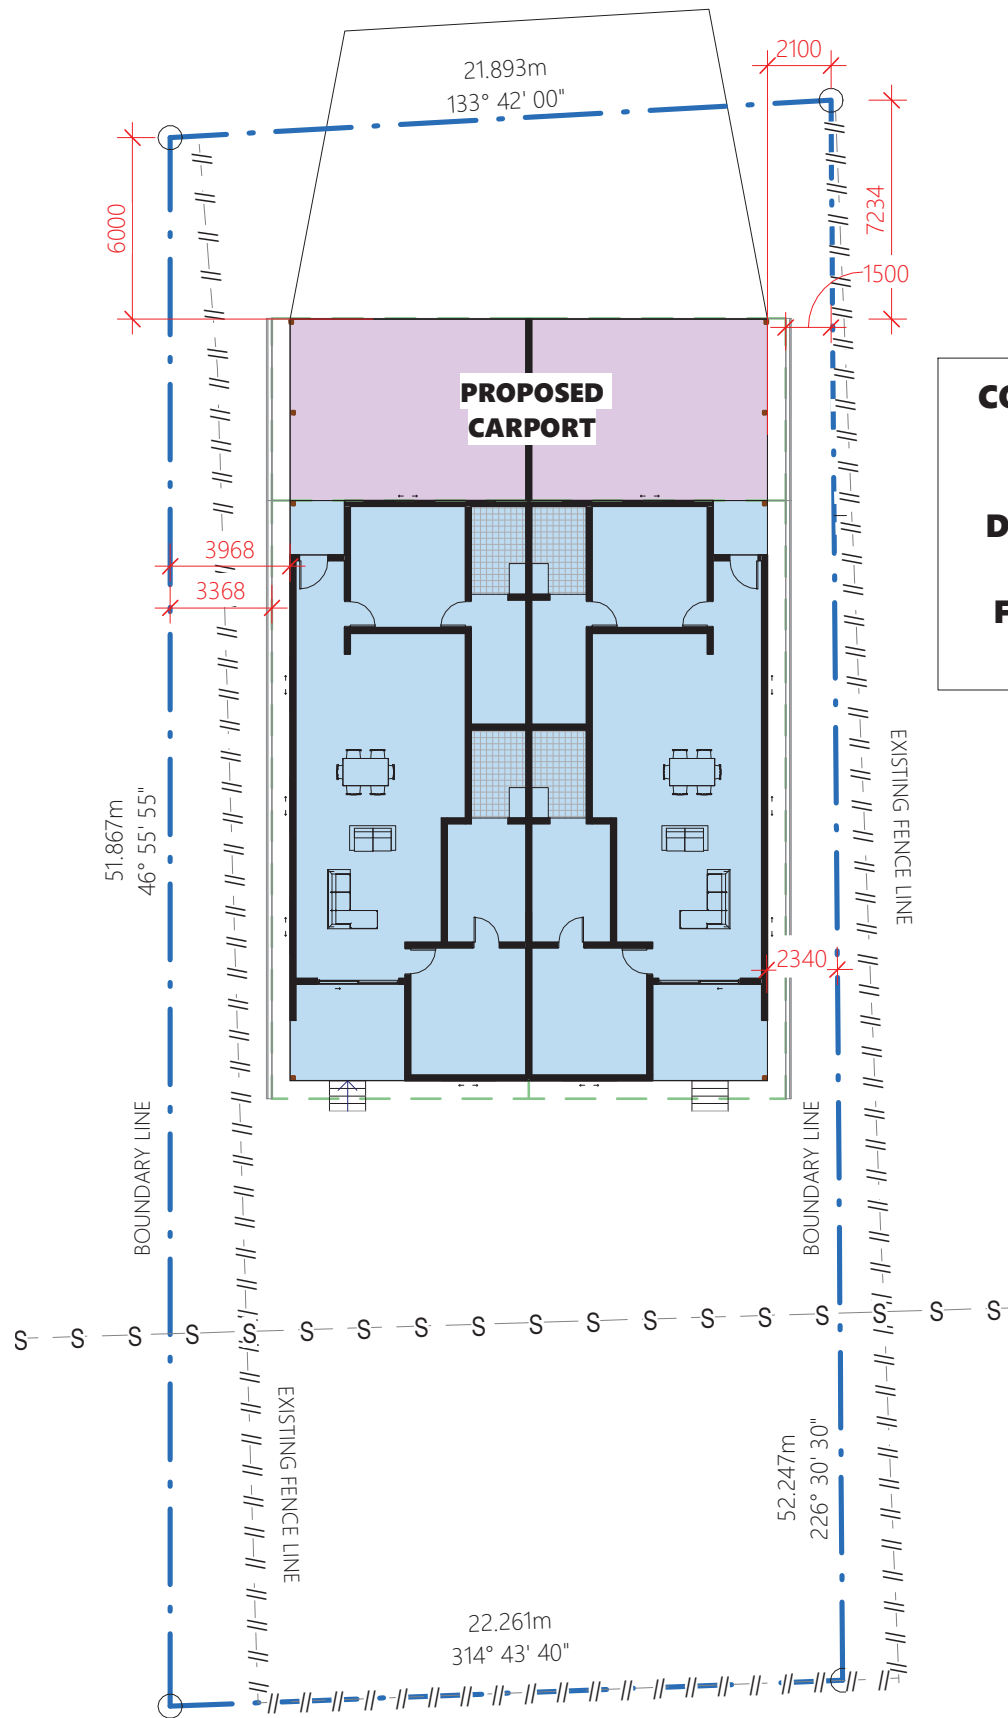 2100
21.893m
133° 42' 00"
6000
7234
1500
PROPOSED
CARPORT
CO
D
F
3968
3368
EXISTING FENCE LINE
51.867m
46° 55' 55"
2340
BOUNDARY LINE
BOUNDARY LINE
S S S S S S S S S S S S S S S S S S
EXISTING FENCE LINE
52.247m
226° 30' 30"
22.261m
314° 43' 40"